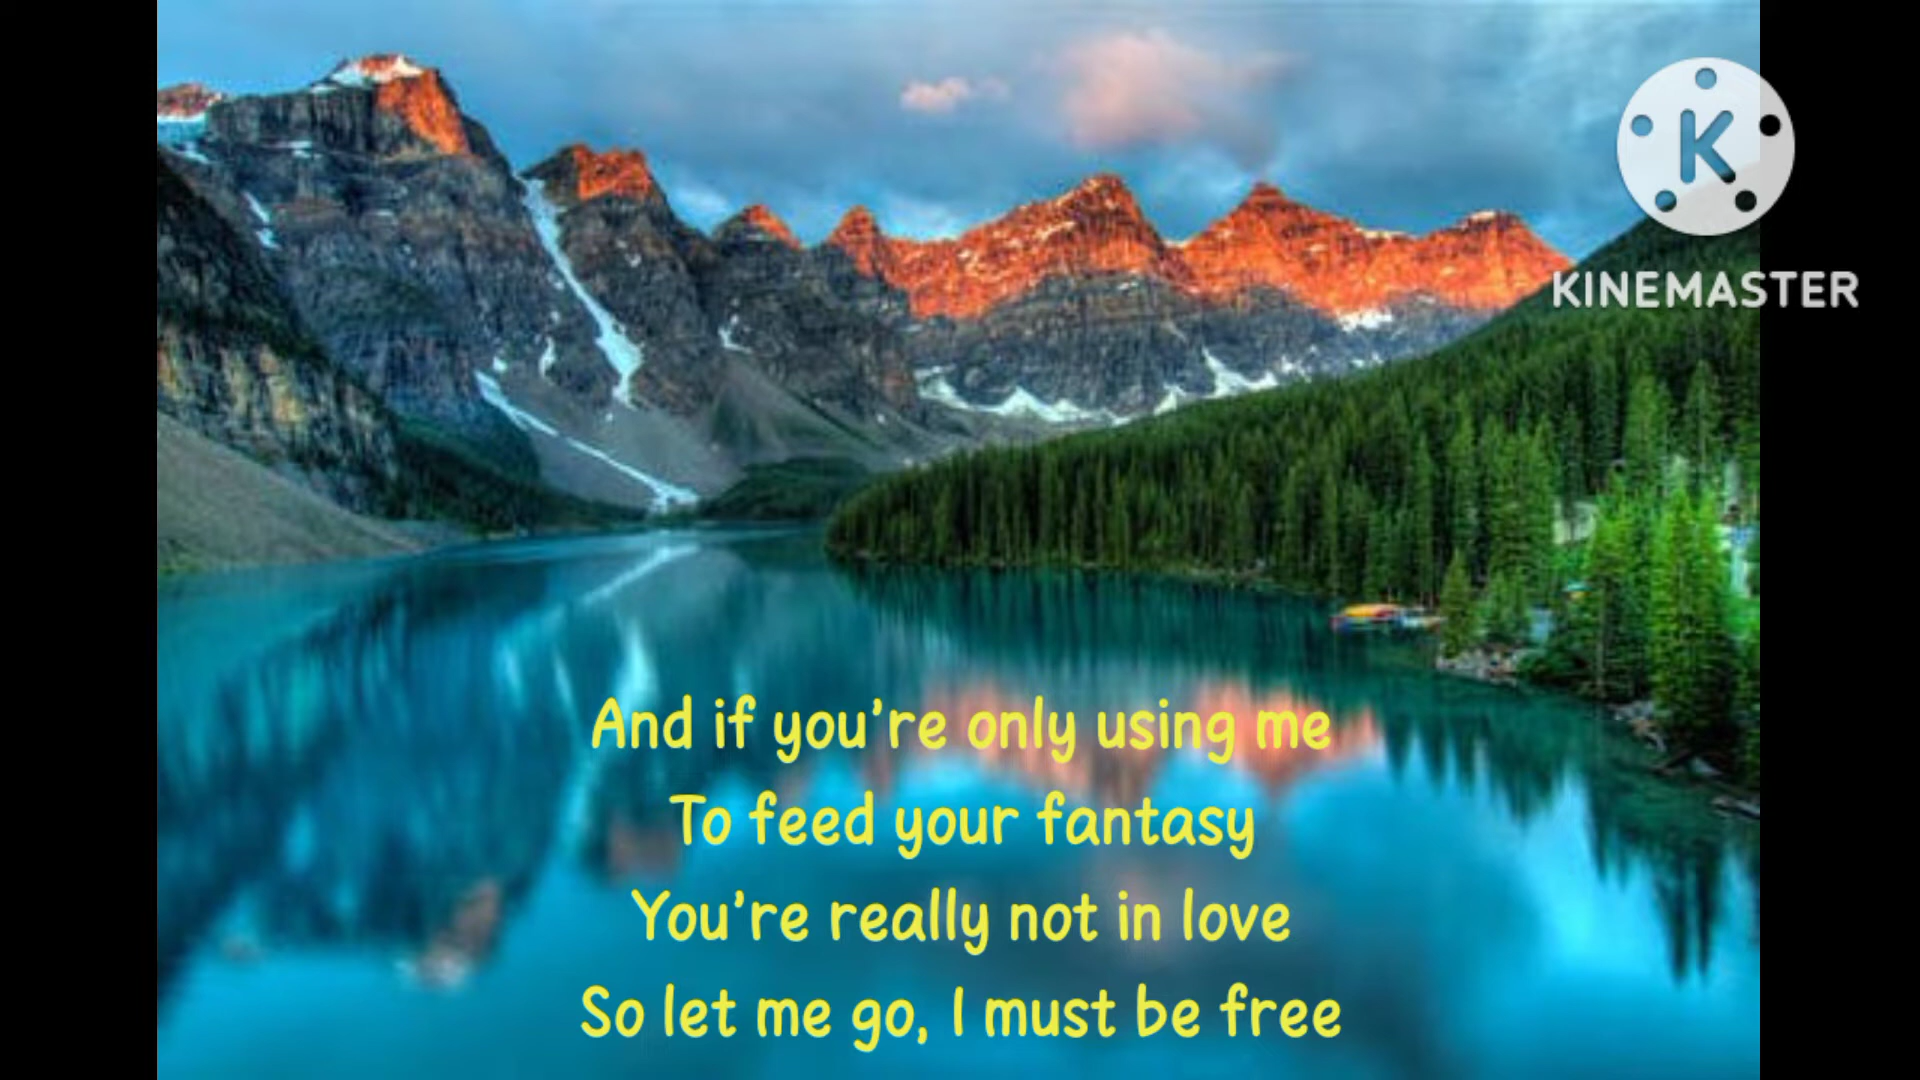 K
KINEMASTER
And if you're only using me
To feed your fantasy
You're really not in love
So let me go, I must be free